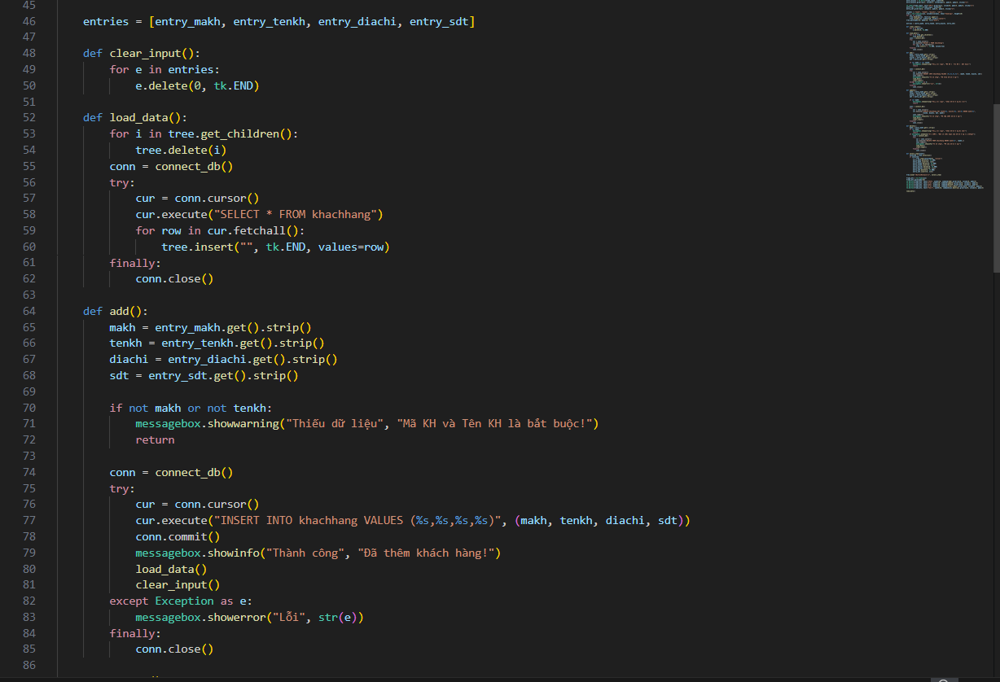 45
46 entries = [entry_makh, entry_tenkh, entry_diachi, entry_sdt]
47
48 def clear_input():
49 for e in entries:
50 e.delete(0, tk.END)
51
52 def load_data():
53 for i in tree.get_children():
54 tree.delete(i)
55 conn = connect_db()
56 try:
57 cur = conn.cursor()
58 cur.execute("SELECT * FROM khachhang")
59 for row in cur.fetchall():
60 tree.insert("", tk.END, values=row)
61 finally:
62 conn.close()
63
64 def add():
65 makh = entry_makh.get().strip()
66 tenkh = entry_tenkh.get().strip()
67 diachi = entry_diachi.get().strip()
68 sdt = entry_sdt.get().strip()
69
70 if not makh or not tenkh:
71 messagebox.showwarning("Thiếu dữ liệu", "Mã KH và Tên KH là bắt buộc!")
72 return
73
74 conn = connect_db()
75 try:
76 cur = conn.cursor()
77 cur.execute("INSERT INTO khachhang VALUES (%s,%s,%s,%s)", (makh, tenkh, diachi, sdt))
78 conn.commit()
79 messagebox.showinfo("Thành công", "Đã thêm khách hàng!")
80 load_data()
81 clear_input()
82 except Exception as e:
83 messagebox.showerror("Lỗi", str(e))
84 finally:
85 conn.close()
86